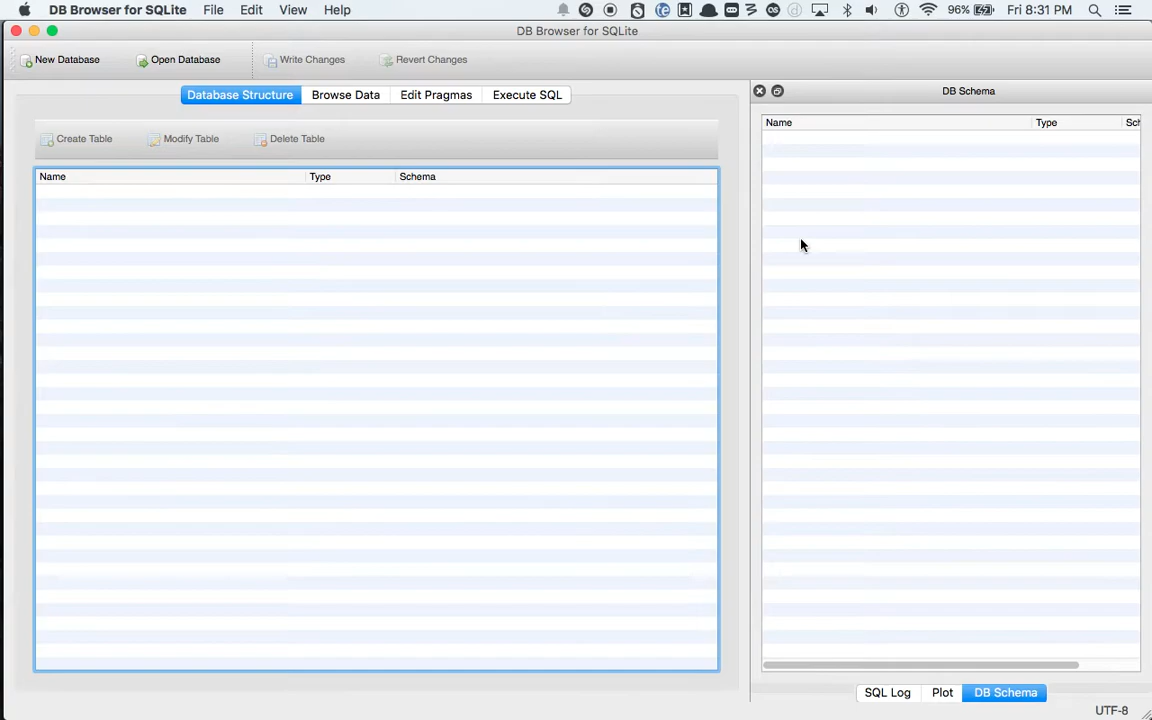 DB Browser for SQLite File Edit View Help 96% Fri 8:31 PM
DB Browser for SQLite
New Database Open Database Write Changes Revert Changes
Database Structure Browse Data Edit Pragmas Execute SQL
DB Schema
Create Table Modify Table Delete Table
Name Type Schema
Name Type Sch
SQL Log Plot DB Schema
UTF-8